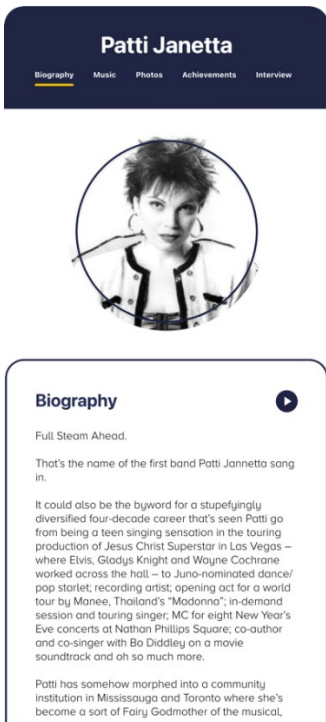 Patti Janetta
Biography Music Photos Achievements Interview
Biography
Full Steam Ahead.
That's the name of the first band Patti Jannetta sang
in.
It could also be the byword for a stupefyingly
diversified four-decade career that's seen Patti go
from being a teen singing sensation in the touring
production of Jesus Christ Superstar in Las Vegas –
where Elvis, Gladys Knight and Wayne Cochrane
worked across the hall – to Juno-nominated dance/
pop starlet; recording artist; opening act for a world
tour by Manee, Thailand's "Madonna"; in-demand
session and touring singer; MC for eight New Year's
Eve concerts at Nathan Phillips Square; co-author
and co-singer with Bo Diddley on a movie
soundtrack and oh so much more.
Patti has somehow morphed into a community
institution in Mississauga and Toronto where she's
become a sort of Fairy Godmother of the musical,